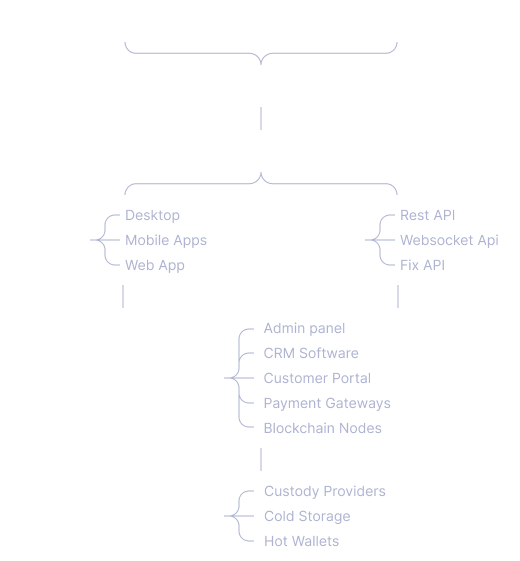 Desktop
Mobile Apps
Web App
Rest API
Websocket Api
Fix API
Admin panel
CRM Software
Customer Portal
Payment Gateways
Blockchain Nodes
Custody Providers
Cold Storage
Hot Wallets